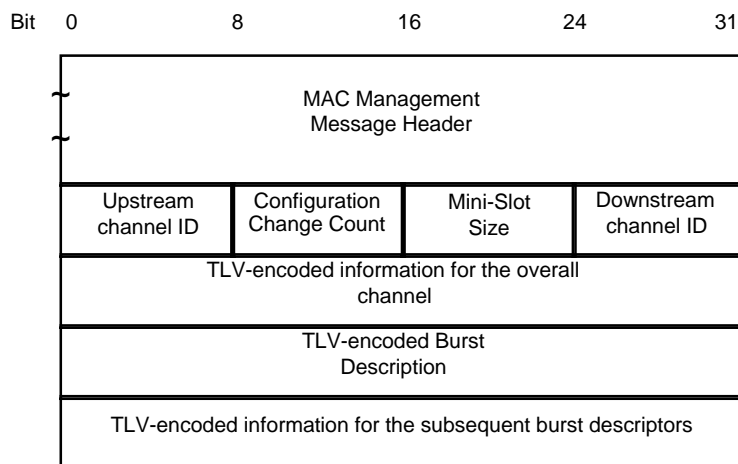 Bit 0 8 16 24 31
~
MAC Management
Message Header
~
Upstream channel ID
Configuration Change Count
Mini-Slot Size
Downstream channel ID
TLV-encoded information for the overall
channel
TLV-encoded Burst
Description
TLV-encoded information for the subsequent burst descriptors